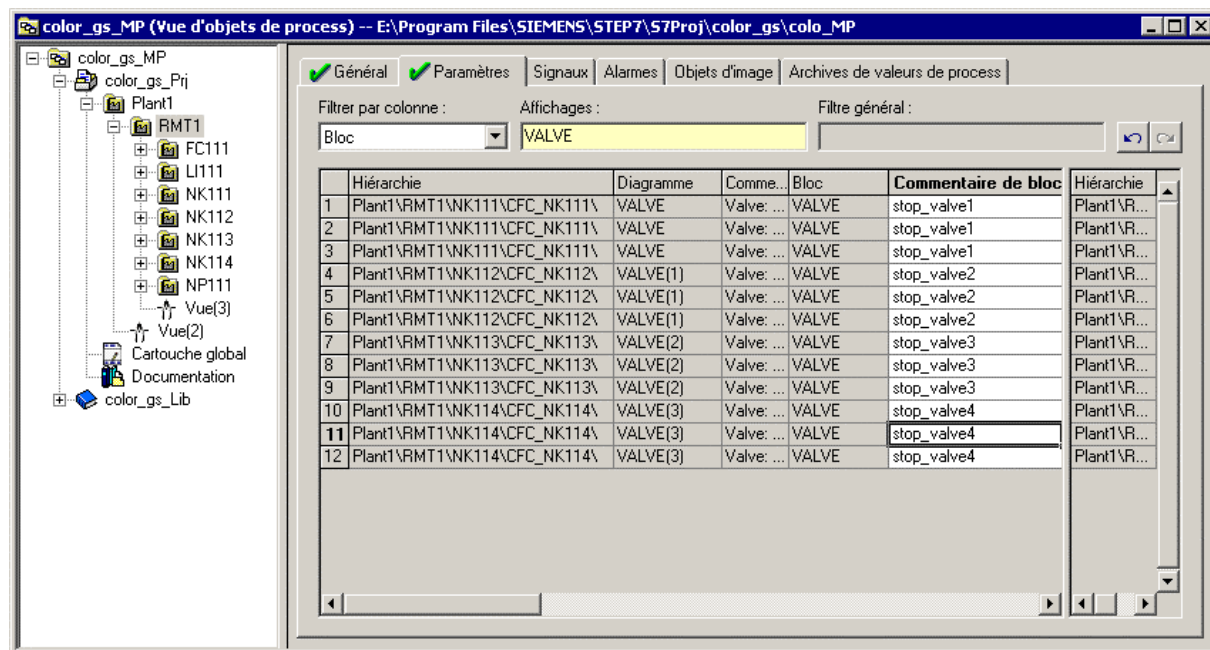 color_gs_MP (Vue d'objets de process) -- E:\Program Files\SIEMENS\STEP7\S7Proj\color_gs\colo_MP
color_gs_MP
color_gs_Prj
Plant1
RMT1
FC111
LI111
NK111
NK112
NK113
NK114
NP111
Vue(3)
Vue(2)
Cartouche global
Documentation
color_gs_Lib
Général Paramètres Signaux Alarmes Objets d'image Archives de valeurs de process
Filtrer par colonne : Affichages : Filtre général :
Bloc VALVE
Hiérarchie Diagramme Comme... Bloc Commentaire de bloc Hiérarchie
1 Plant1\RMT1\NK111\CFC_NK111\ VALVE Valve: ... VALVE stop_valve1 Plant1\R...
2 Plant1\RMT1\NK111\CFC_NK111\ VALVE Valve: ... VALVE stop_valve1 Plant1\R...
3 Plant1\RMT1\NK111\CFC_NK111\ VALVE Valve: ... VALVE stop_valve1 Plant1\R...
4 Plant1\RMT1\NK112\CFC_NK112\ VALVE(1) Valve: ... VALVE stop_valve2 Plant1\R...
5 Plant1\RMT1\NK112\CFC_NK112\ VALVE(1) Valve: ... VALVE stop_valve2 Plant1\R...
6 Plant1\RMT1\NK112\CFC_NK112\ VALVE(1) Valve: ... VALVE stop_valve2 Plant1\R...
7 Plant1\RMT1\NK113\CFC_NK113\ VALVE(2) Valve: ... VALVE stop_valve3 Plant1\R...
8 Plant1\RMT1\NK113\CFC_NK113\ VALVE(2) Valve: ... VALVE stop_valve3 Plant1\R...
9 Plant1\RMT1\NK113\CFC_NK113\ VALVE(2) Valve: ... VALVE stop_valve3 Plant1\R...
10 Plant1\RMT1\NK114\CFC_NK114\ VALVE(3) Valve: ... VALVE stop_valve4 Plant1\R...
11 Plant1\RMT1\NK114\CFC_NK114\ VALVE(3) Valve: ... VALVE stop_valve4 Plant1\R...
12 Plant1\RMT1\NK114\CFC_NK114\ VALVE(3) Valve: ... VALVE stop_valve4 Plant1\R...